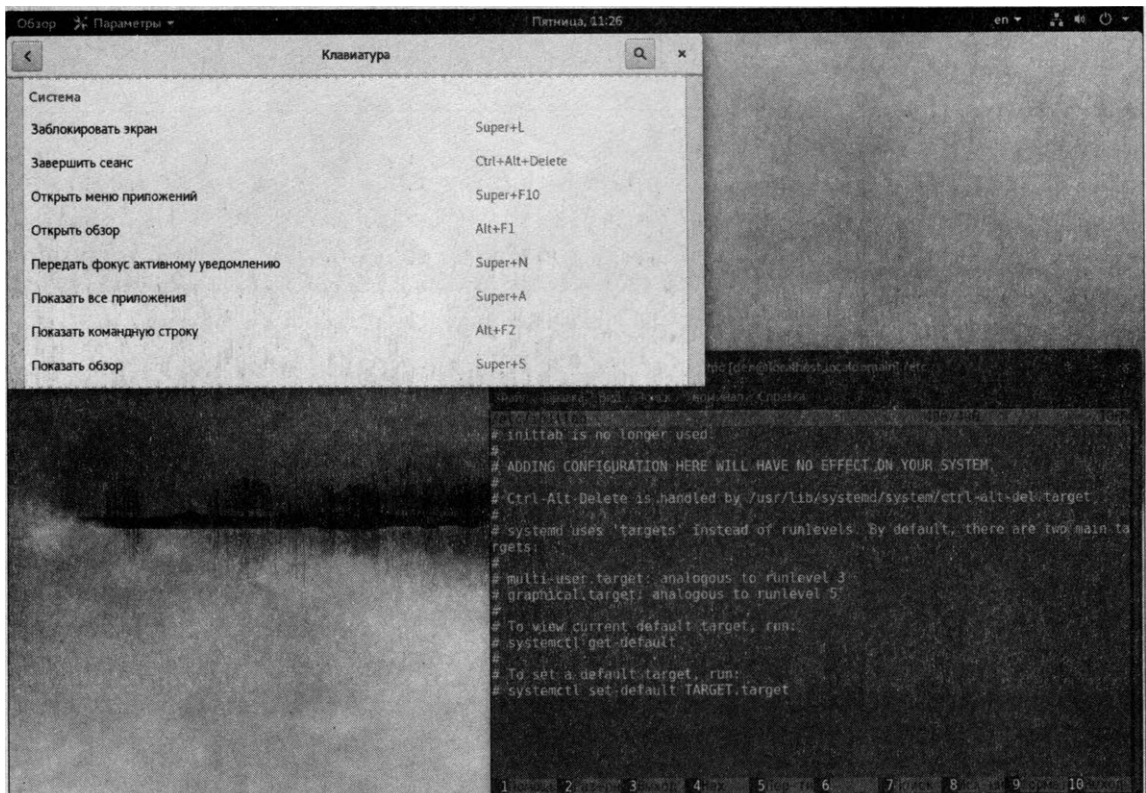 Обзор Параметры Пятница, 11:26 en
Клавиатура
Система
Заблокировать экран Super+L
Завершить сеанс Ctrl+Alt+Delete
Открыть меню приложений Super+F10
Открыть обзор Alt+F1
Передать фокус активному уведомлению Super+N
Показать все приложения Super+A
Показать командную строку Alt+F2
Показать обзор Super+S
Справка
# inittab is no longer used.
#
# ADDING CONFIGURATION HERE WILL HAVE NO EFFECT ON YOUR SYSTEM.
#
# Ctrl-Alt-Delete is handled by /usr/lib/systemd/system/ctrl-alt-del.target
#
# systemd uses 'targets' instead of runlevels. By default, there are two main ta
rgets:
#
# multi-user.target: analogous to runlevel 3
# graphical.target: analogous to runlevel 5
#
# To view current default target, run:
# systemctl get-default
#
# To set a default target, run:
# systemctl set-default TARGET.target
1 2 3 4 5 6 7 8 9 10